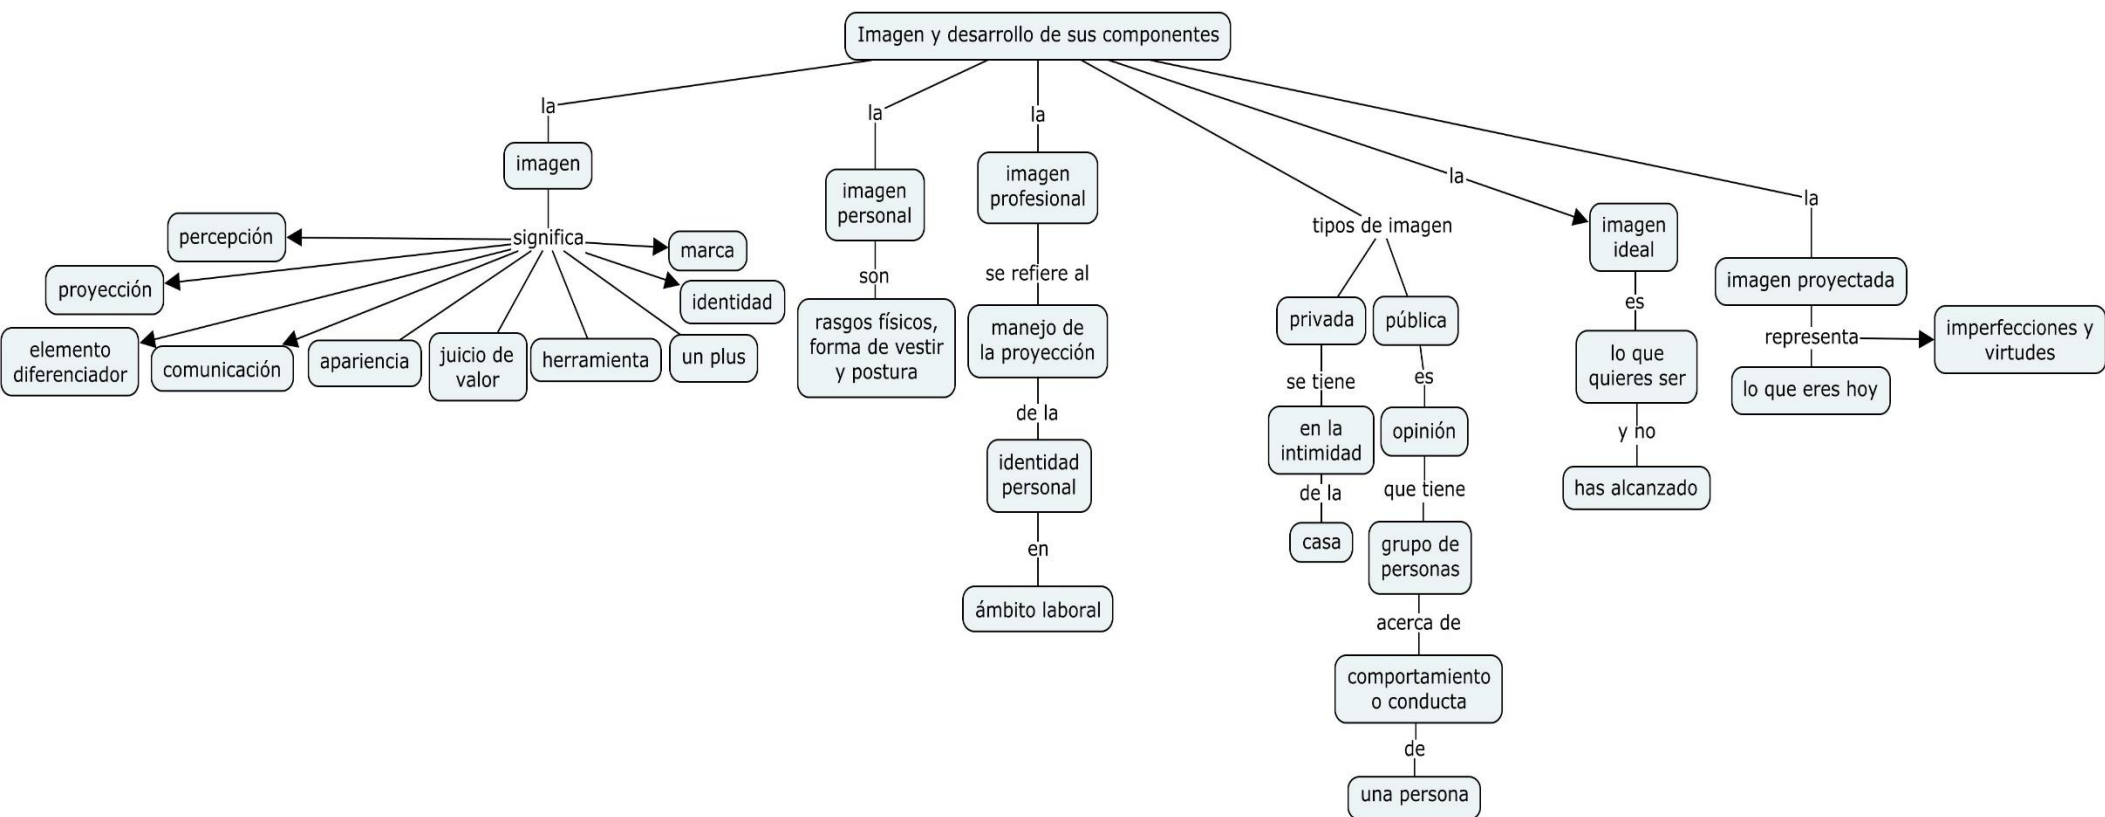 Imagen y desarrollo de sus componentes
la
imagen
significa
percepción
proyección
elemento
diferenciador
comunicación
apariencia
juicio de
valor
herramienta
un plus
identidad
marca
la
imagen
personal
son
rasgos físicos,
forma de vestir
y postura
la
imagen
profesional
se refiere al
manejo de
la proyección
de la
identidad
personal
en
ámbito laboral
tipos de imagen
privada
se tiene
en la
intimidad
de la
casa
pública
es
opinión
que tiene
grupo de
personas
acerca de
comportamiento
o conducta
de
una persona
la
imagen
ideal
es
lo que
quieres ser
y no
has alcanzado
la
imagen proyectada
representa
lo que eres hoy
imperfecciones y
virtudes